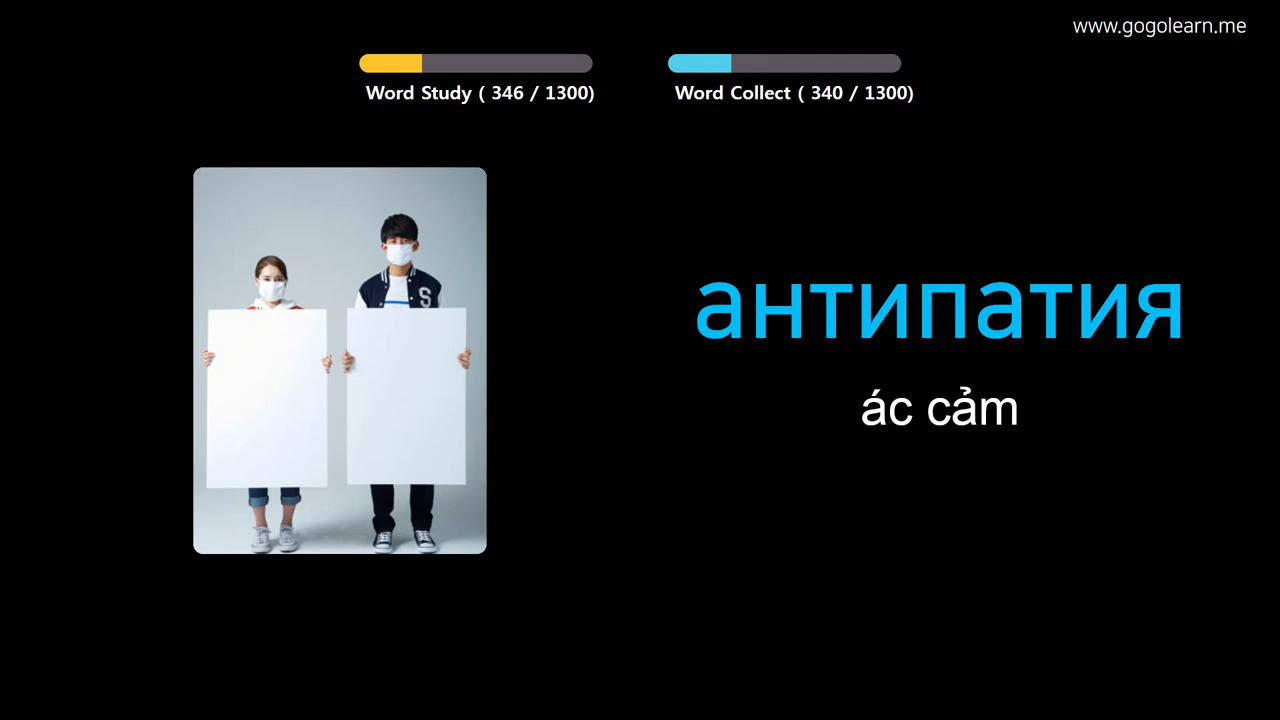 www.gogolearn.me
Word Study ( 346 / 1300)
Word Collect ( 340 / 1300)
S
антипатия
ác cảm